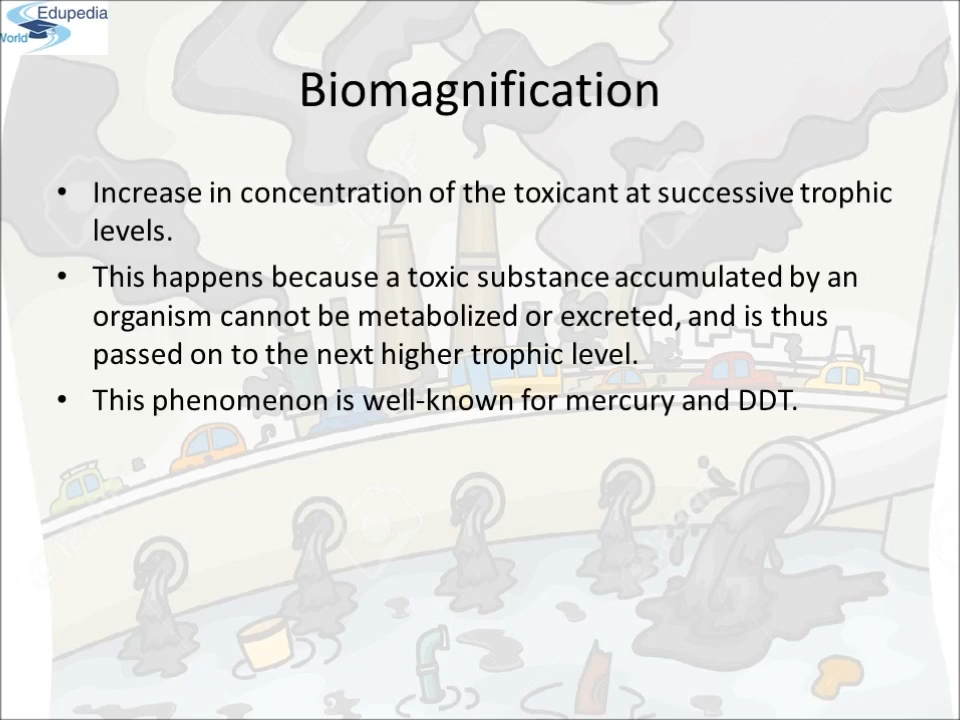 Edupedia
World
Biomagnification
• Increase in concentration of the toxicant at successive trophic
levels.
• This happens because a toxic substance accumulated by an
organism cannot be metabolized or excreted, and is thus
passed on to the next higher trophic level.
• This phenomenon is well-known for mercury and DDT.